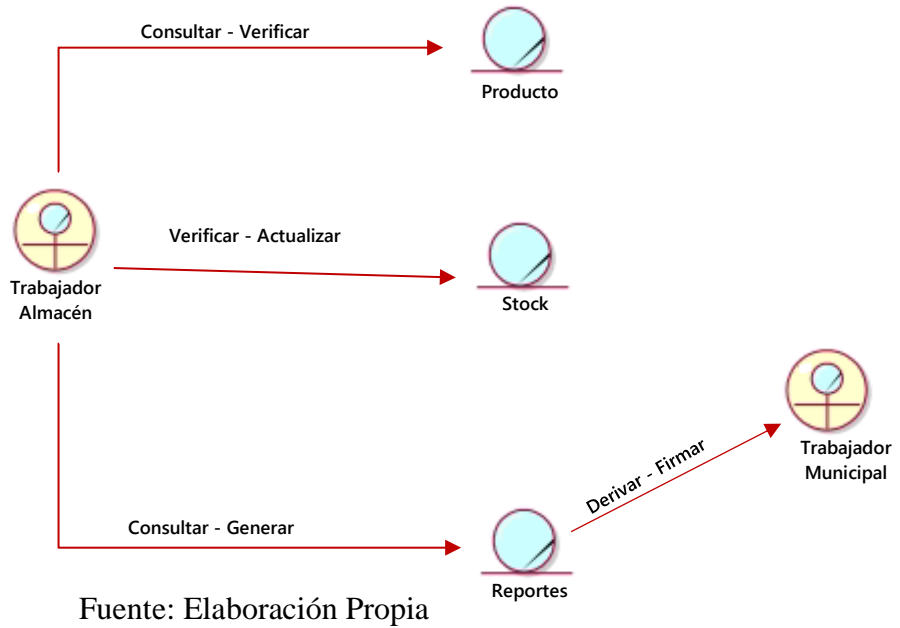 Consultar - Verificar
Producto
Verificar - Actualizar
Trabajador
Almacén
Stock
Trabajador
Municipal
Derivar - Firmar
Consultar - Generar
Reportes
Fuente: Elaboración Propia